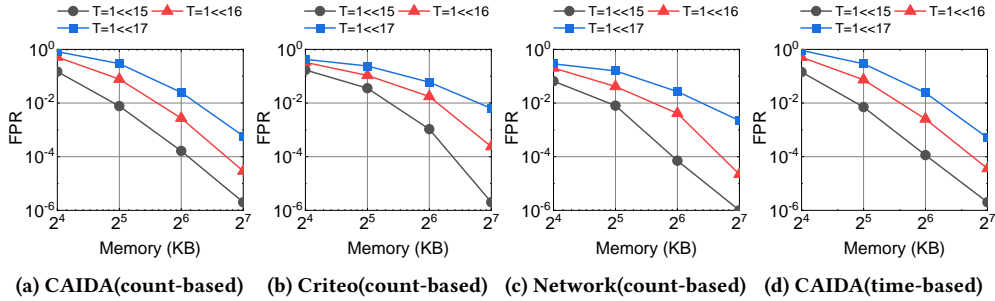 T=1<<15 T=1<<16
T=1<<17
10^0
10^-2
10^-4
10^-6
FPR
2^4 2^5 2^6 2^7
Memory (KB)
(a) CAIDA(count-based)
T=1<<15 T=1<<16
T=1<<17
10^0
10^-2
10^-4
10^-6
FPR
2^4 2^5 2^6 2^7
Memory (KB)
(b) Criteo(count-based)
T=1<<15 T=1<<16
T=1<<17
10^0
10^-2
10^-4
10^-6
FPR
2^4 2^5 2^6 2^7
Memory (KB)
(c) Network(count-based)
T=1<<15 T=1<<16
T=1<<17
10^0
10^-2
10^-4
10^-6
FPR
2^4 2^5 2^6 2^7
Memory (KB)
(d) CAIDA(time-based)